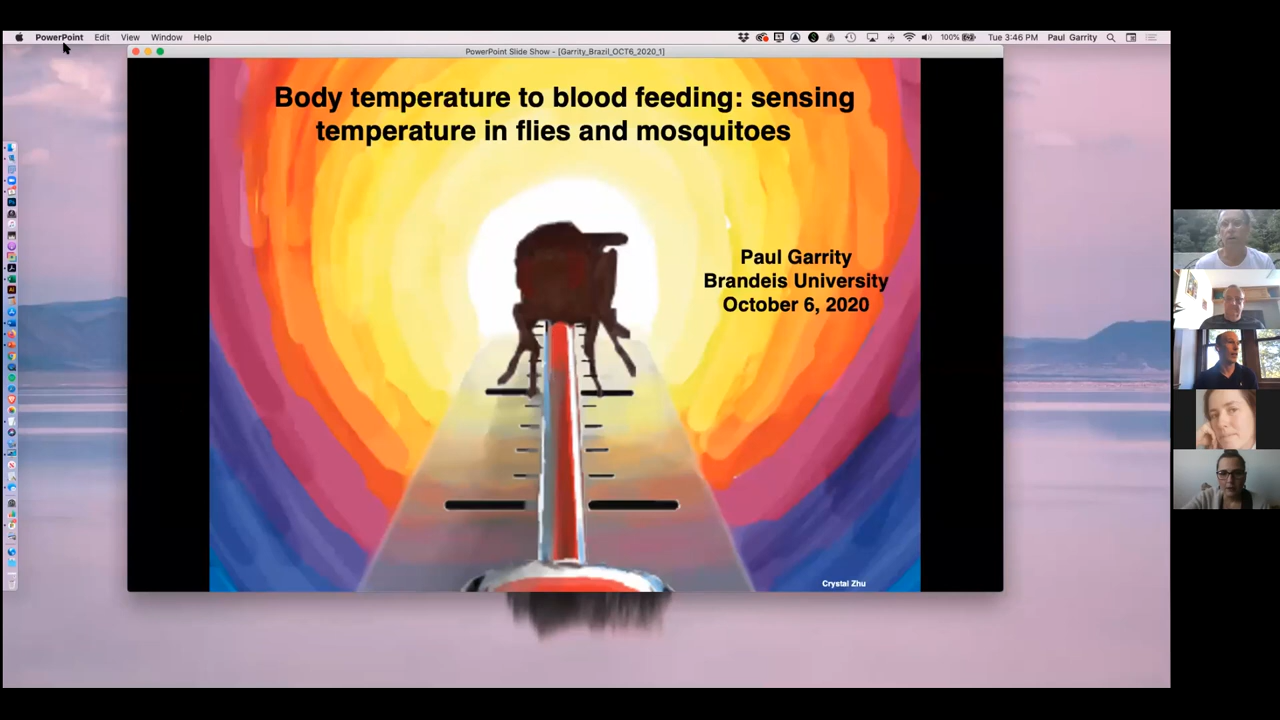 PowerPoint Edit View Window Help 100% Tue 3:46 PM Paul Garrity
PowerPoint Slide Show - [Garrity_Brazil_OCT6_2020_1]
Body temperature to blood feeding: sensing
temperature in flies and mosquitoes
Paul Garrity
Brandeis University
October 6, 2020
Crystal Zhu